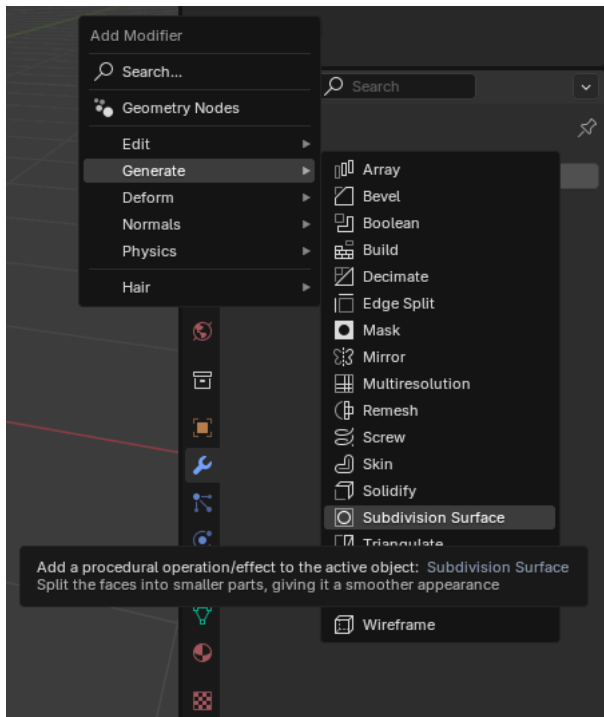 Add Modifier
Search...
Geometry Nodes
Edit
Generate
Deform
Normals
Physics
Hair
Search
Array
Bevel
Boolean
Build
Decimate
Edge Split
Mask
Mirror
Multiresolution
Remesh
Screw
Skin
Solidify
Subdivision Surface
Triangulate
Add a procedural operation/effect to the active object: Subdivision Surface
Split the faces into smaller parts, giving it a smoother appearance
Wireframe